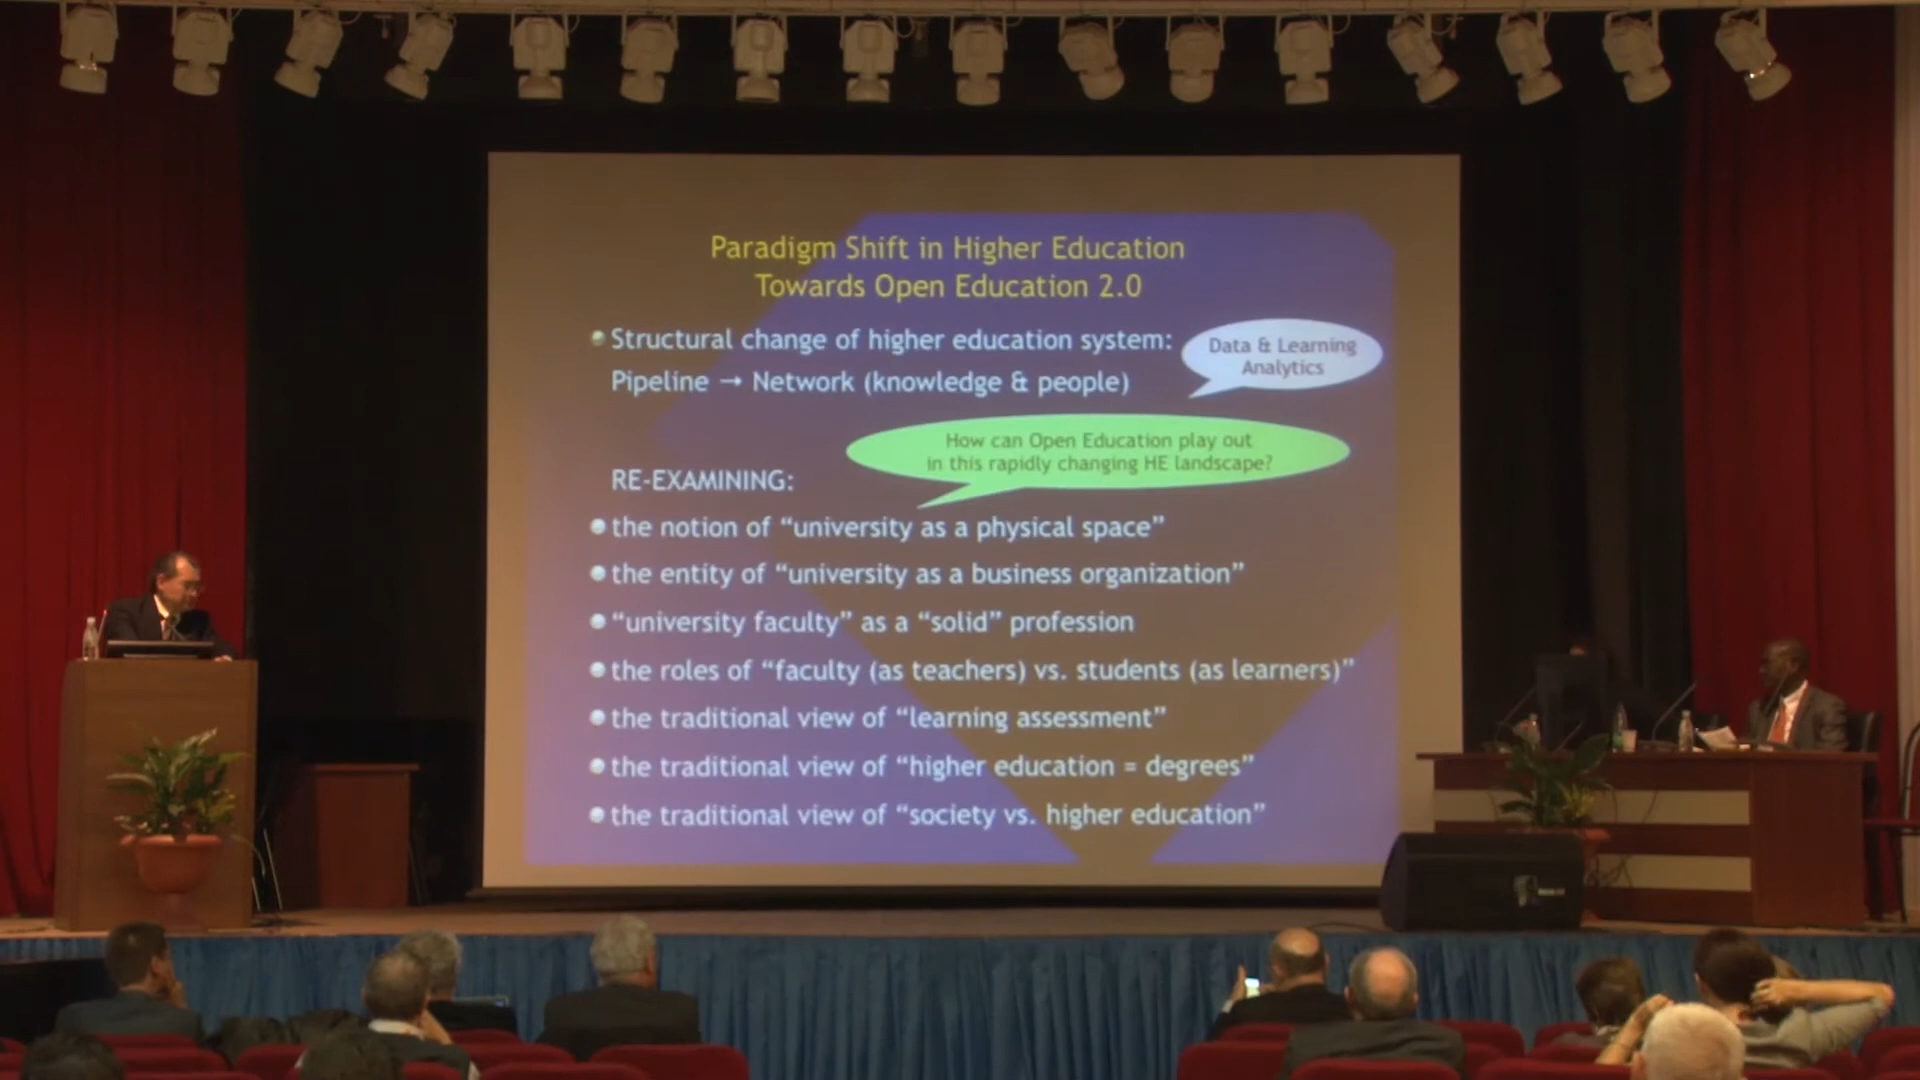 Paradigm Shift in Higher Education
Towards Open Education 2.0
Structural change of higher education system:
Pipeline → Network (knowledge & people)
Data & Learning
Analytics
How can Open Education play out
in this rapidly changing HE landscape?
RE-EXAMINING:
the notion of “university as a physical space”
the entity of “university as a business organization”
“university faculty” as a “solid” profession
the roles of “faculty (as teachers) vs. students (as learners)”
the traditional view of “learning assessment”
the traditional view of “higher education = degrees”
the traditional view of “society vs. higher education”